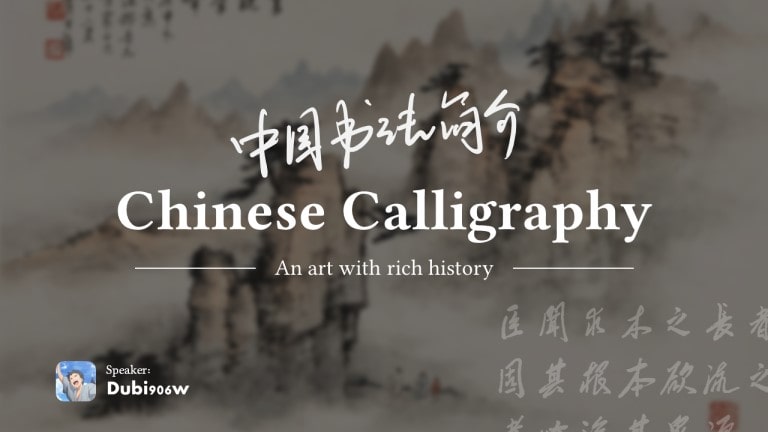 中国书法简介
Chinese Calligraphy
An art with rich history
Speaker:
Dubi906w
臣聞求木之長者
固其根本欲流之